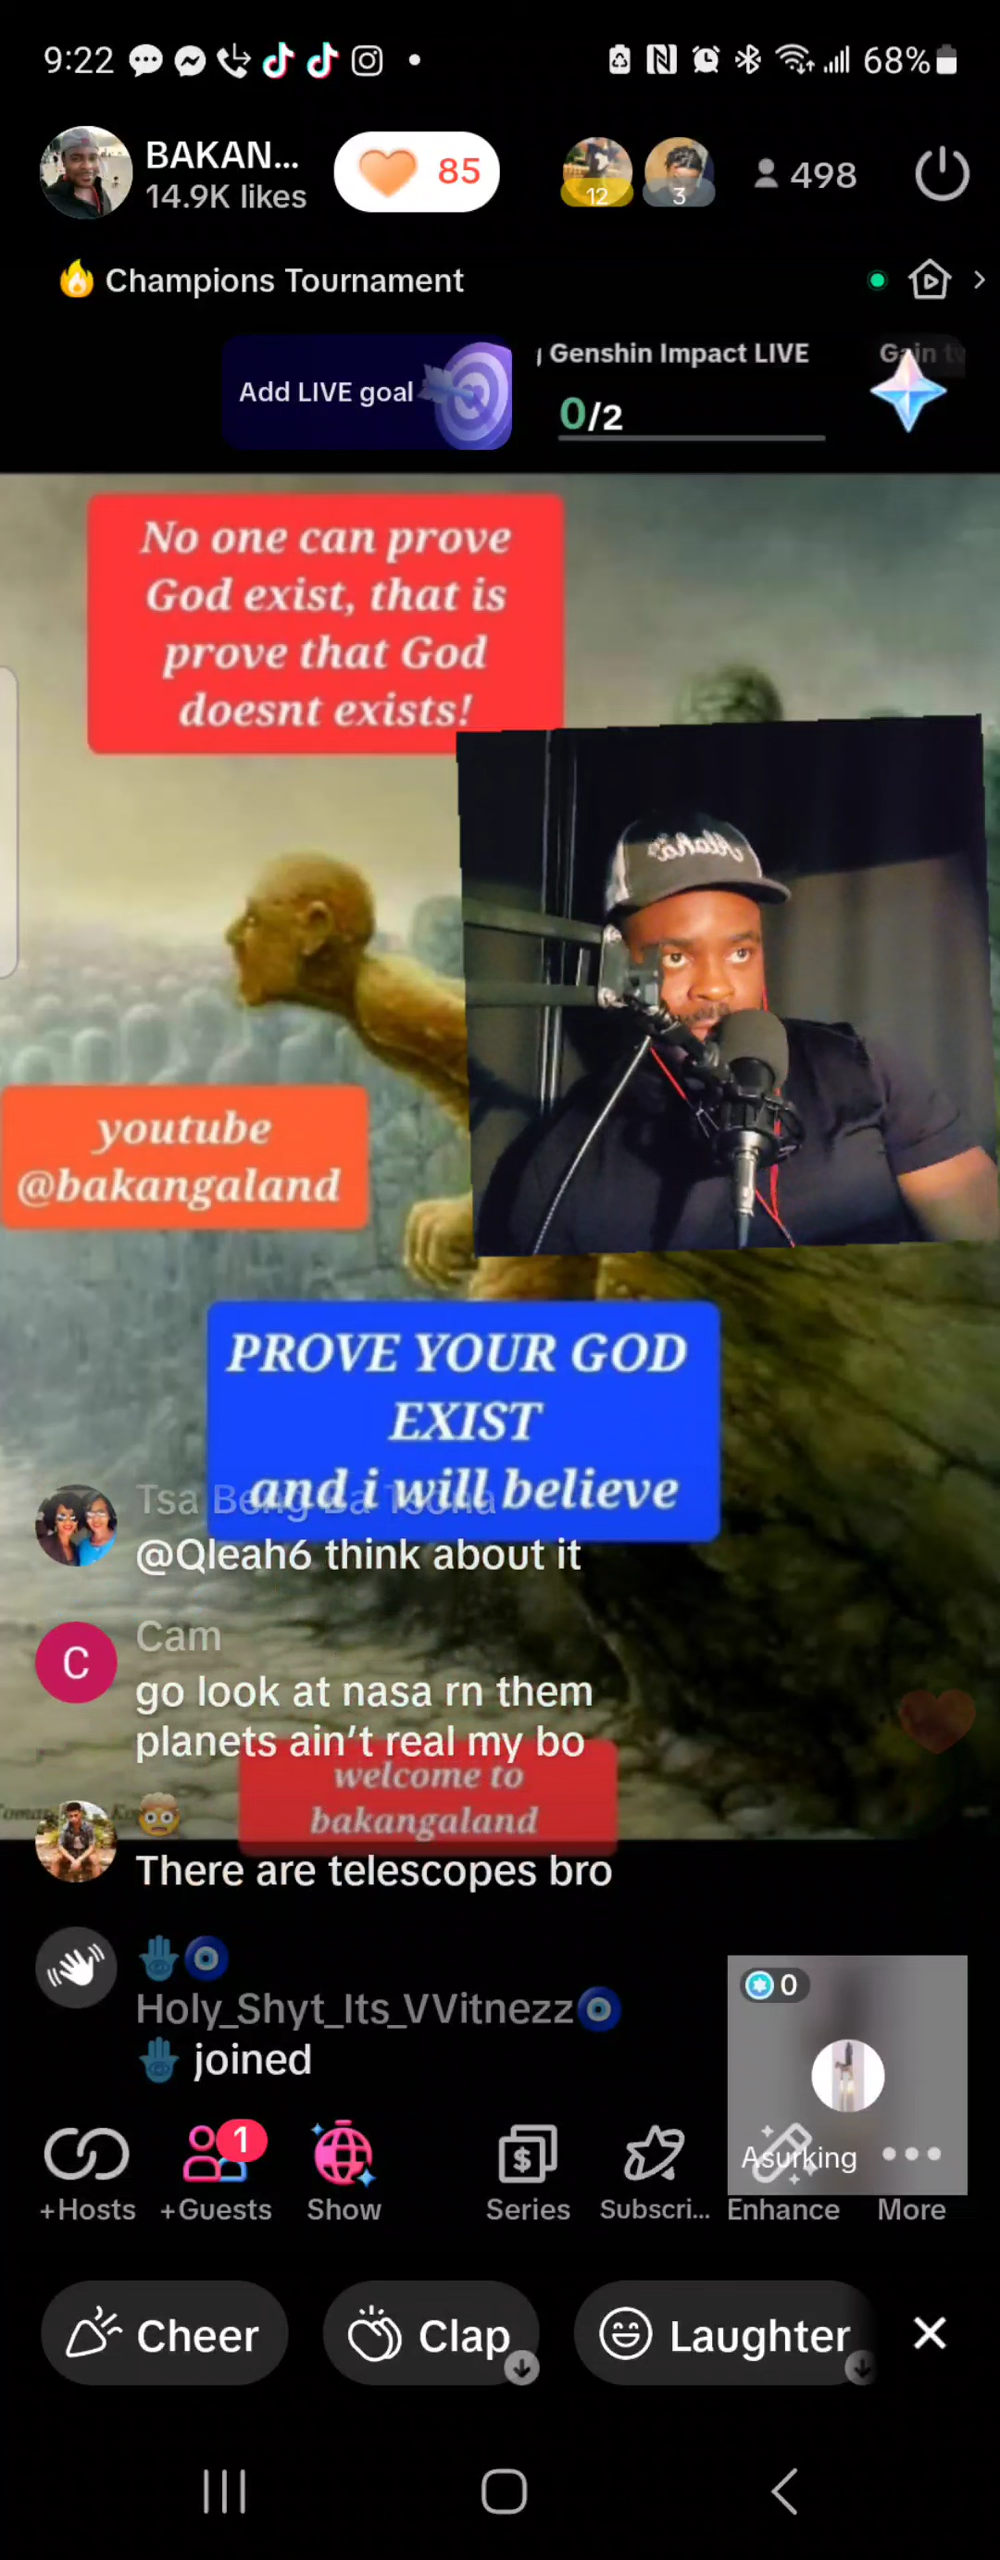 9:22
68%
BAKAN...
14.9K likes
85
12
3
498
Champions Tournament
Add LIVE goal
Genshin Impact LIVE
0/2
No one can prove
God exist, that is
prove that God
doesnt exists!
Aloha
youtube
@bakangaland
PROVE YOUR GOD
EXIST
and i will believe
@Qleah6 think about it
C
Cam
go look at nasa rn them
planets ain't real my bo
welcome to
bakangaland
There are telescopes bro
Holy_Shyt_Its_VVitnezz
joined
0
Asurking
1
+Hosts
+Guests
Show
Series
Subscri...
Enhance
More
Cheer
Clap
Laughter